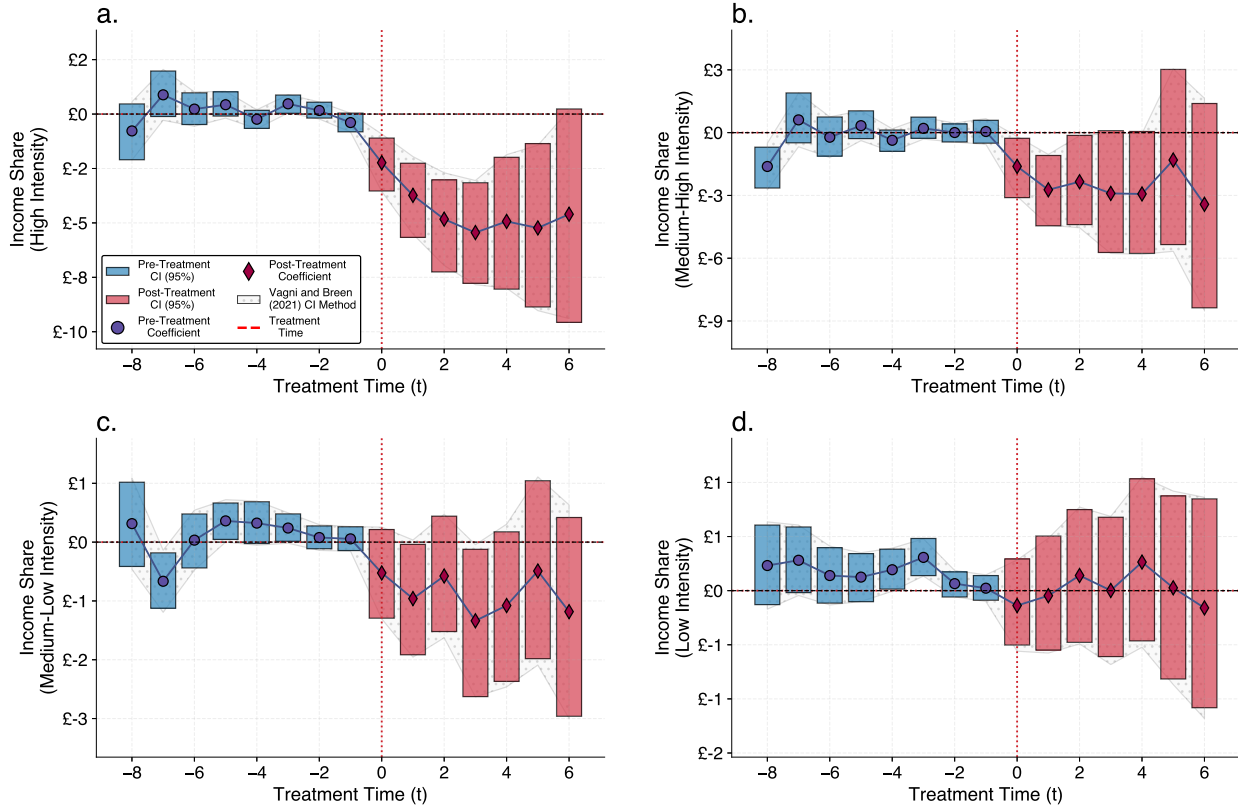 a.
Income Share
(High Intensity)
£2
£0
£-2
£-5
£-8
£-10
Pre-Treatment
CI (95%)
Post-Treatment
CI (95%)
Pre-Treatment
Coefficient
Post-Treatment
Coefficient
Vagni and Breen
(2021) CI Method
Treatment
Time
−8
−6
−4
−2
0
2
4
6
Treatment Time (t)
b.
Income Share
(Medium-High Intensity)
£3
£0
£-3
£-6
£-9
−8
−6
−4
−2
0
2
4
6
Treatment Time (t)
c.
Income Share
(Medium-Low Intensity)
£1
£0
£-1
£-2
£-3
−8
−6
−4
−2
0
2
4
6
Treatment Time (t)
d.
Income Share
(Low Intensity)
£1
£1
£0
£-1
£-1
£-2
−8
−6
−4
−2
0
2
4
6
Treatment Time (t)